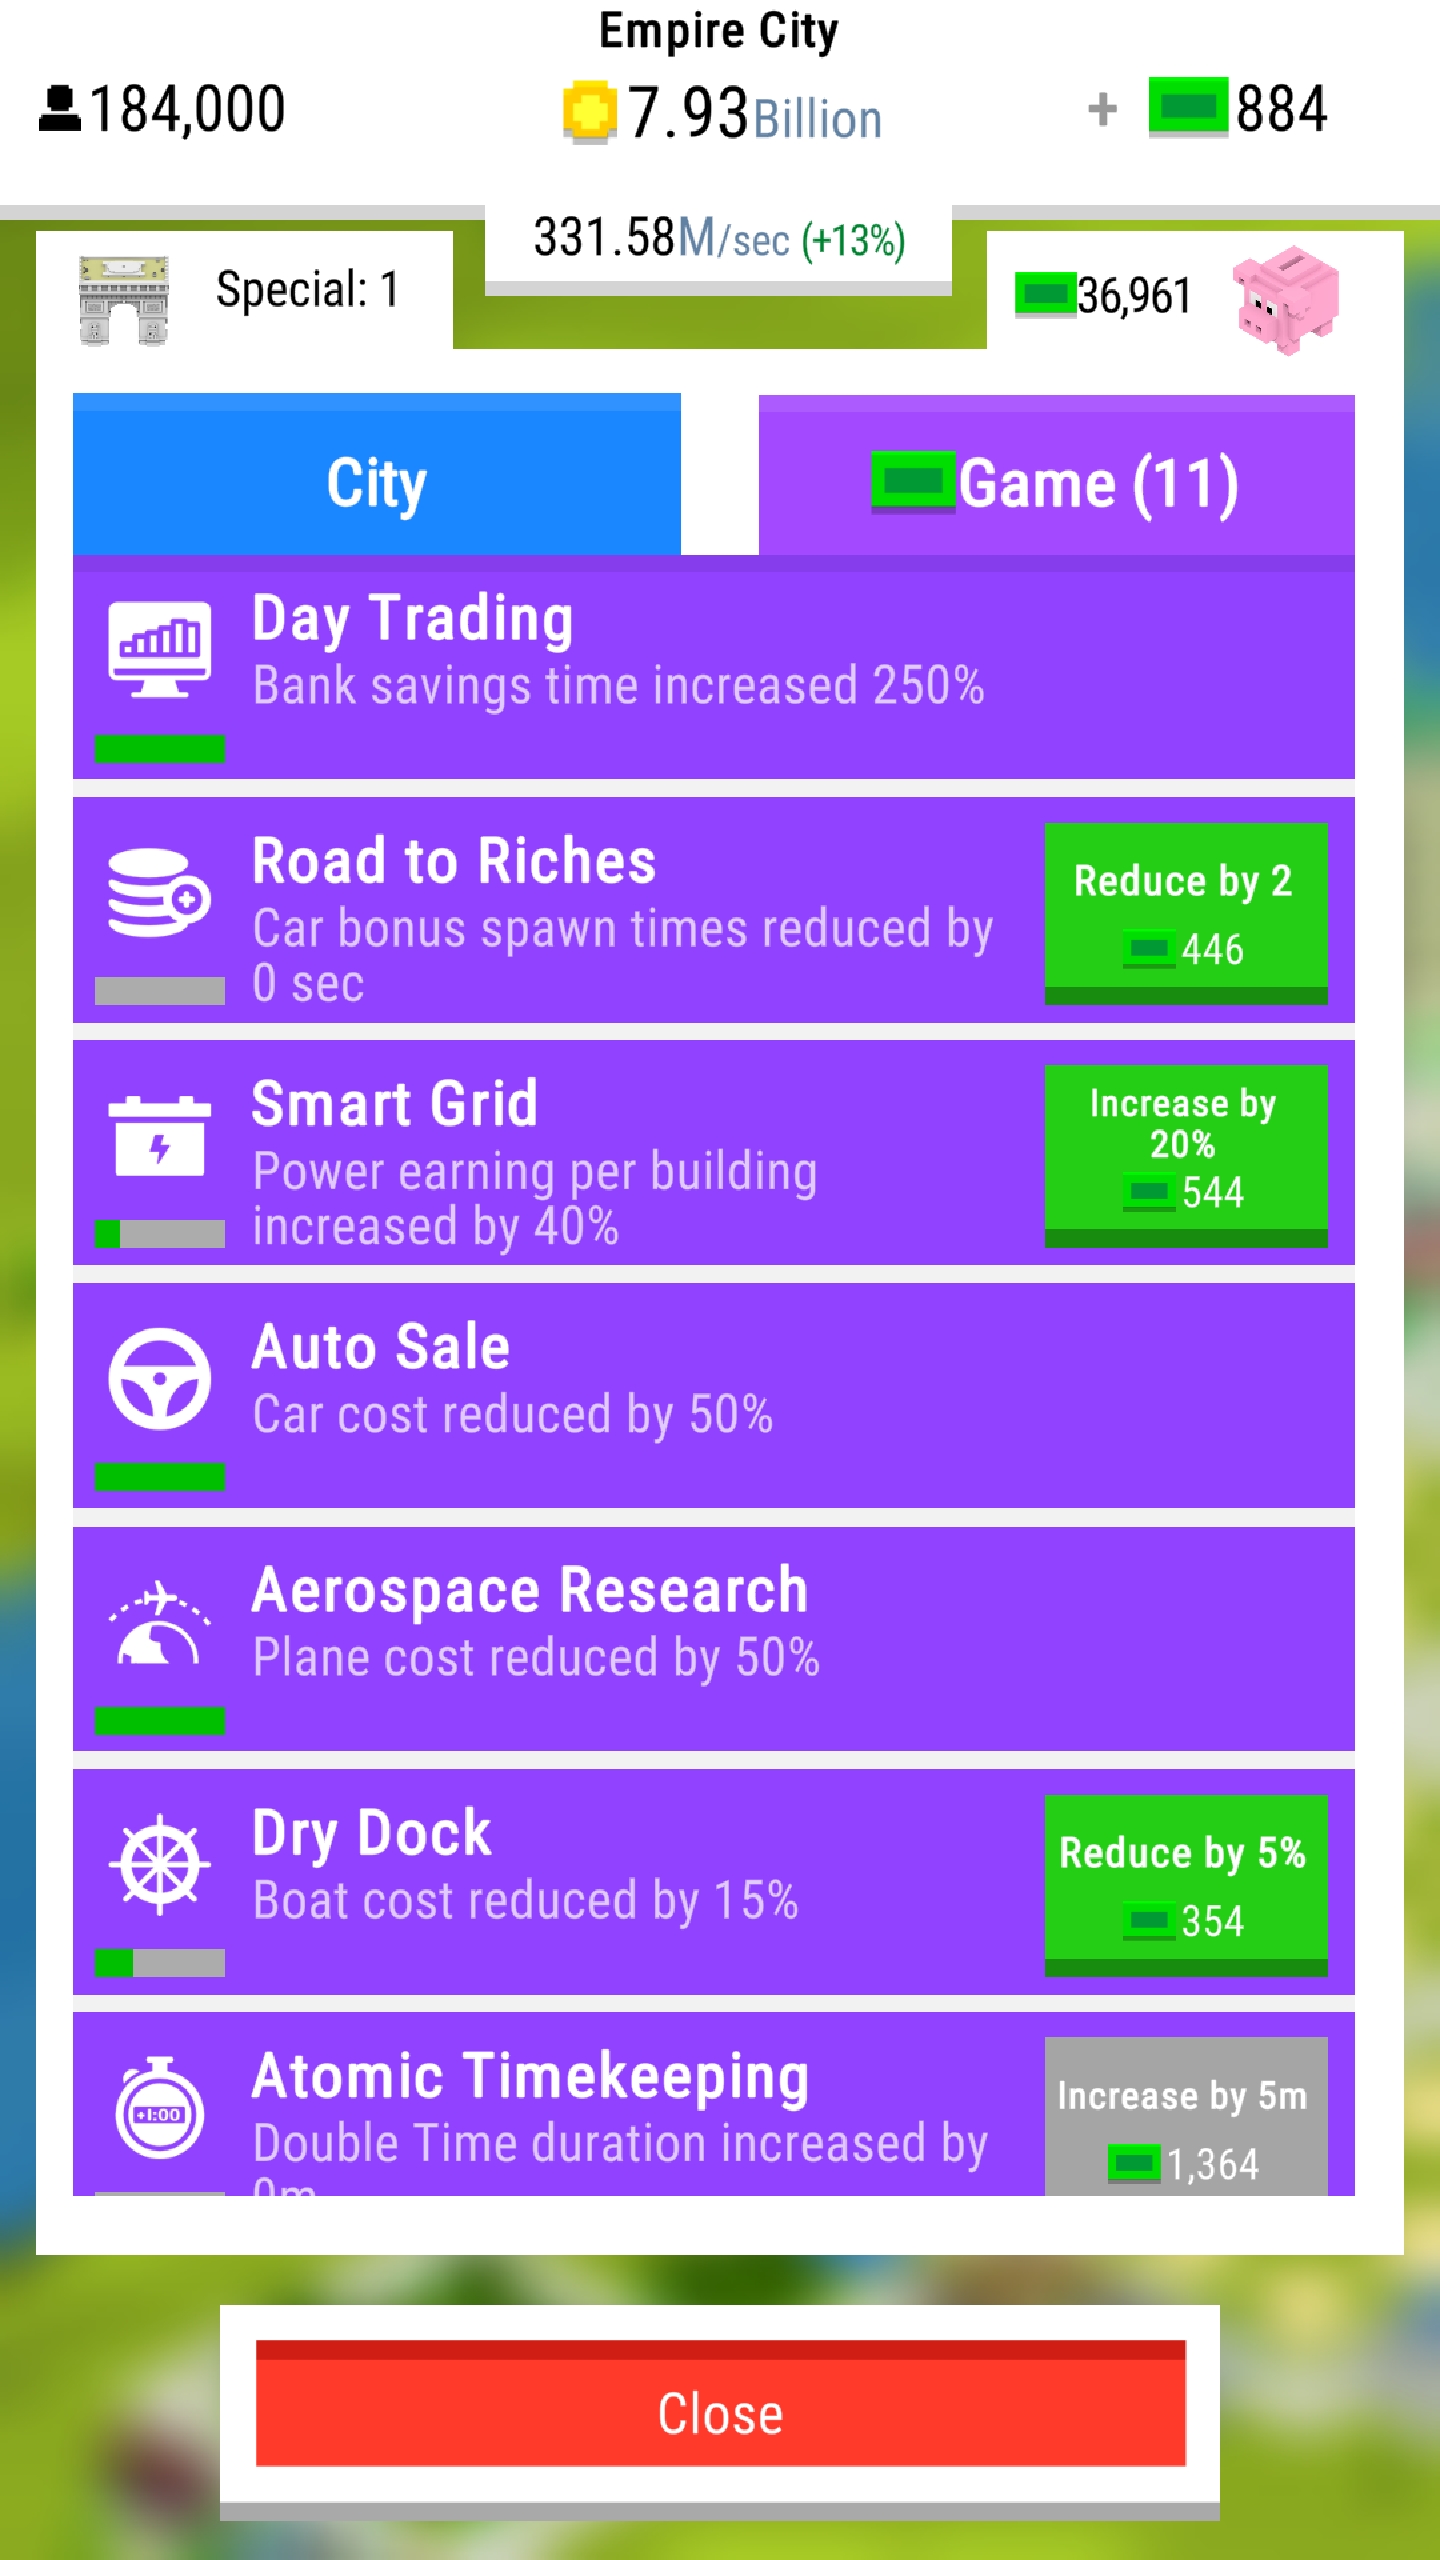 Empire City
184,000
7.93Billion
+ 884
331.58M/sec (+13%)
Special: 1
36,961
City
Game (11)
Day Trading
Bank savings time increased 250%
Road to Riches
Car bonus spawn times reduced by
0 sec
Reduce by 2
446
Smart Grid
Power earning per building
increased by 40%
Increase by
20%
544
Auto Sale
Car cost reduced by 50%
Aerospace Research
Plane cost reduced by 50%
Dry Dock
Boat cost reduced by 15%
Reduce by 5%
354
+1:00
Atomic Timekeeping
Double Time duration increased by
0m
Increase by 5m
1,364
Close